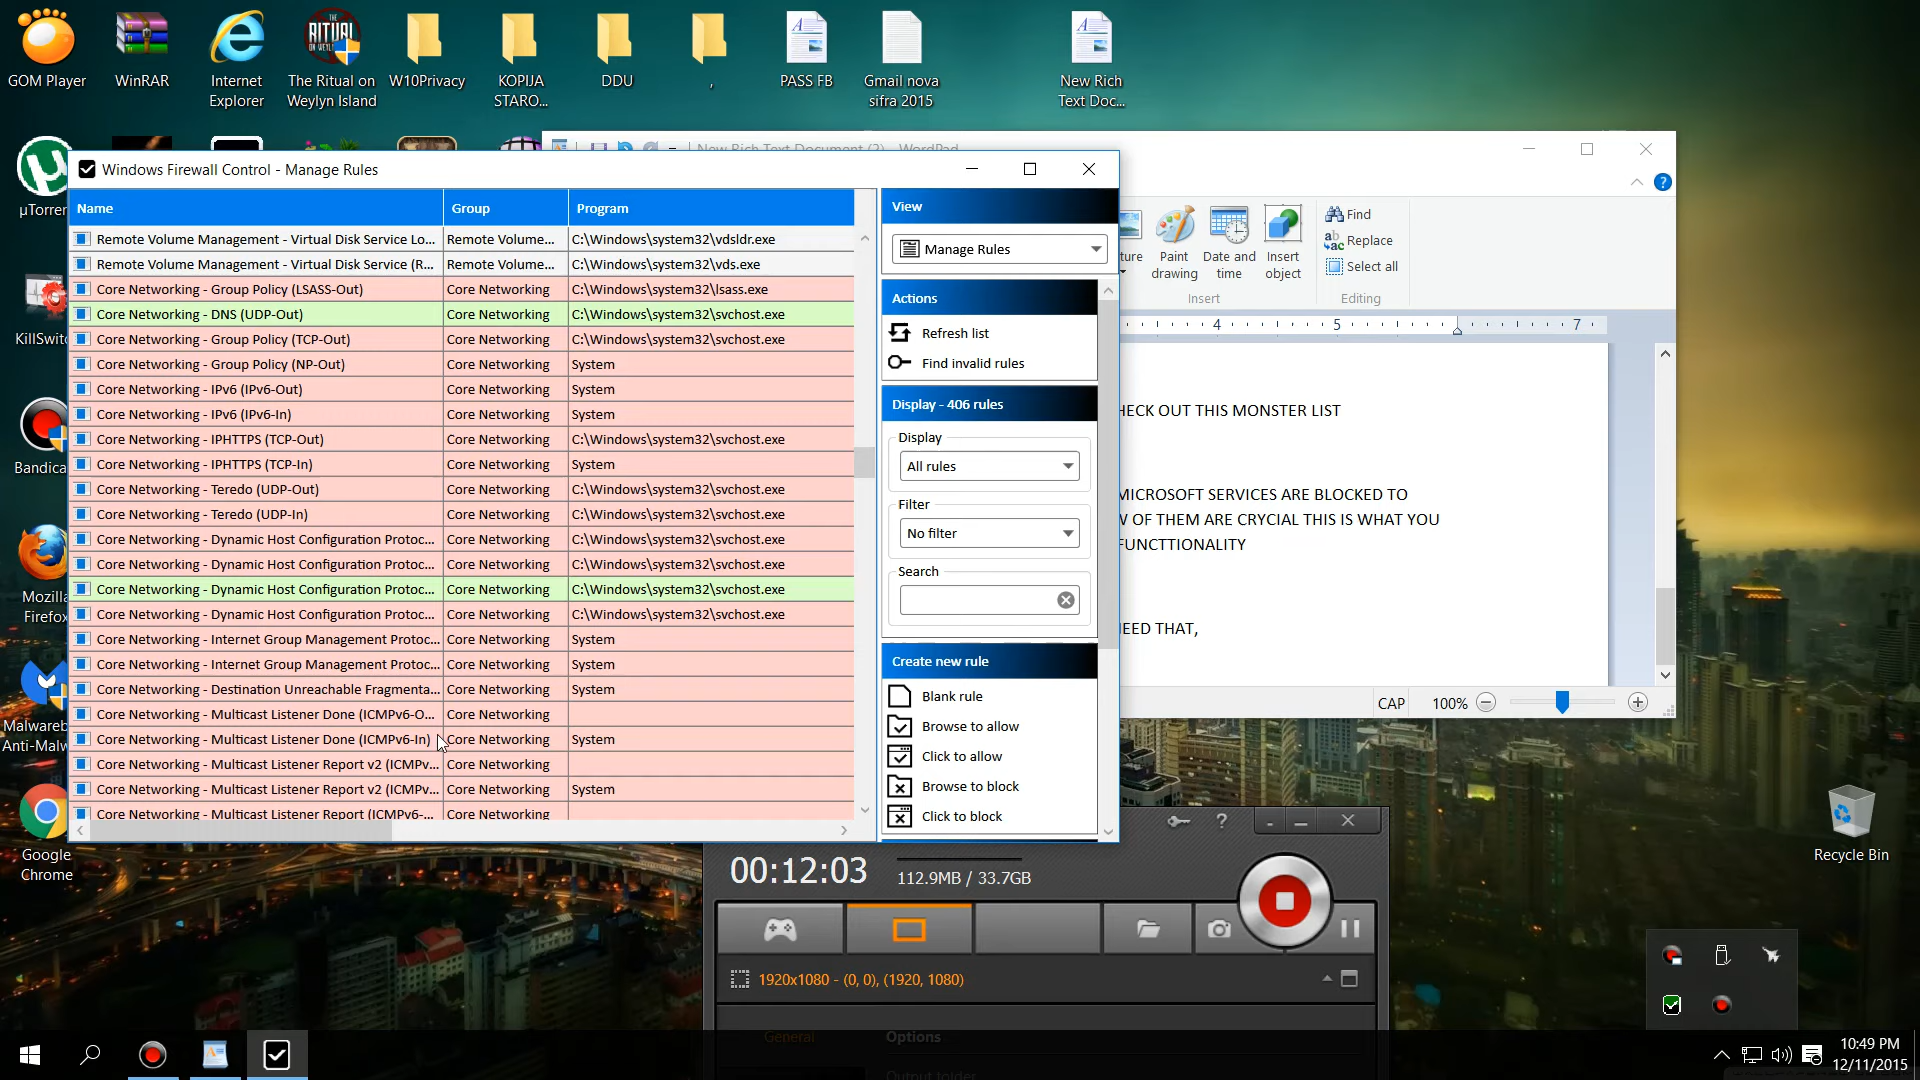 GOM Player
WinRAR
Internet
Explorer
The Ritual on
Weylyn Island
THE
RITUAL
W10Privacy
KOPIJA
STARO...
DDU
,
PASS FB
Gmail nova
sifra 2015
New Rich
Text Doc...
µTorren
KillSwitc
Bandica
Mozilla
Firefox
Malwareb
Anti-Malw
Google
Chrome
Recycle Bin
New Rich Text Document (2) - WordPad
Find
Replace
Select all
Editing
ture
Paint
drawing
Date and
time
Insert
object
Insert
4 5 7
HECK OUT THIS MONSTER LIST
MICROSOFT SERVICES ARE BLOCKED TO
W OF THEM ARE CRYCIAL THIS IS WHAT YOU
FUNCTTIONALITY
NEED THAT,
CAP 100%
Windows Firewall Control - Manage Rules
Name Group Program
Remote Volume Management - Virtual Disk Service Lo... Remote Volume... C:\Windows\system32\vdsldr.exe
Remote Volume Management - Virtual Disk Service (R... Remote Volume... C:\Windows\system32\vds.exe
Core Networking - Group Policy (LSASS-Out) Core Networking C:\Windows\system32\lsass.exe
Core Networking - DNS (UDP-Out) Core Networking C:\Windows\system32\svchost.exe
Core Networking - Group Policy (TCP-Out) Core Networking C:\Windows\system32\svchost.exe
Core Networking - Group Policy (NP-Out) Core Networking System
Core Networking - IPv6 (IPv6-Out) Core Networking System
Core Networking - IPv6 (IPv6-In) Core Networking System
Core Networking - IPHTTPS (TCP-Out) Core Networking C:\Windows\system32\svchost.exe
Core Networking - IPHTTPS (TCP-In) Core Networking System
Core Networking - Teredo (UDP-Out) Core Networking C:\Windows\system32\svchost.exe
Core Networking - Teredo (UDP-In) Core Networking C:\Windows\system32\svchost.exe
Core Networking - Dynamic Host Configuration Protoc... Core Networking C:\Windows\system32\svchost.exe
Core Networking - Dynamic Host Configuration Protoc... Core Networking C:\Windows\system32\svchost.exe
Core Networking - Dynamic Host Configuration Protoc... Core Networking C:\Windows\system32\svchost.exe
Core Networking - Dynamic Host Configuration Protoc... Core Networking C:\Windows\system32\svchost.exe
Core Networking - Internet Group Management Protoc... Core Networking System
Core Networking - Internet Group Management Protoc... Core Networking System
Core Networking - Destination Unreachable Fragmenta... Core Networking System
Core Networking - Multicast Listener Done (ICMPv6-O... Core Networking
Core Networking - Multicast Listener Done (ICMPv6-In) Core Networking System
Core Networking - Multicast Listener Report v2 (ICMPv... Core Networking
Core Networking - Multicast Listener Report v2 (ICMPv... Core Networking System
Core Networking - Multicast Listener Report (ICMPv6-... Core Networking
View
Manage Rules
Actions
Refresh list
Find invalid rules
Display - 406 rules
Display
All rules
Filter
No filter
Search
Create new rule
Blank rule
Browse to allow
Click to allow
Browse to block
Click to block
00:12:03
112.9MB / 33.7GB
1920x1080 - (0, 0), (1920, 1080)
General
Options
Output folder
10:49 PM
12/11/2015